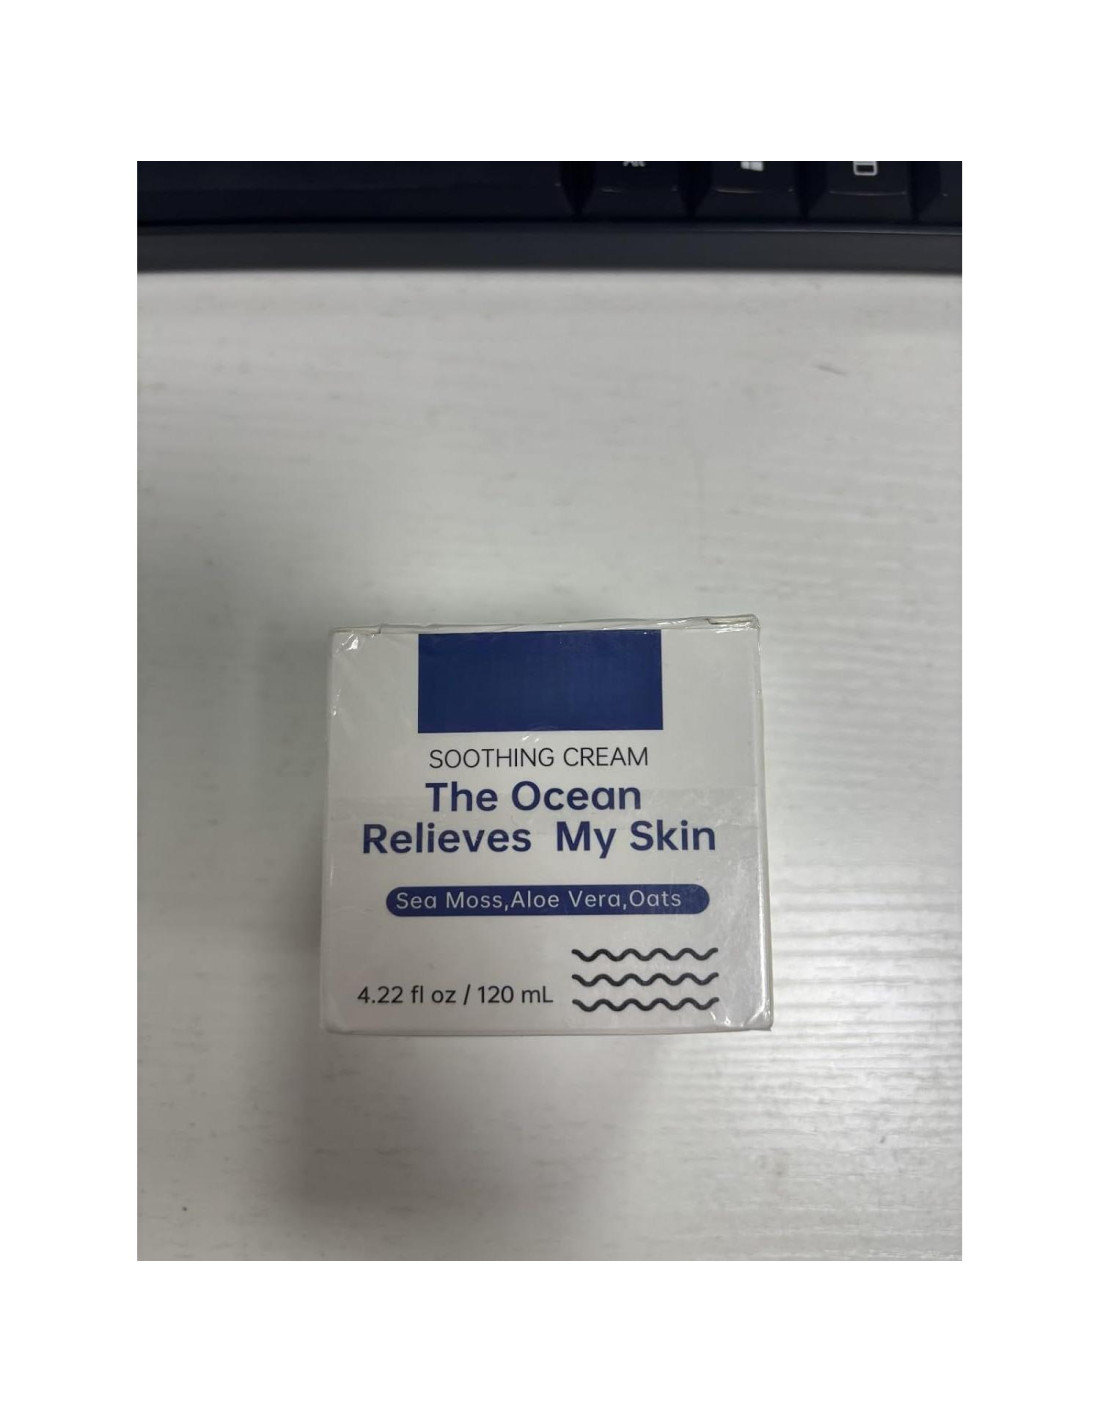 SOOTHING CREAM
The Ocean
Relieves My Skin
Sea Moss,Aloe Vera,Oats
4.22 fl oz / 120 mL